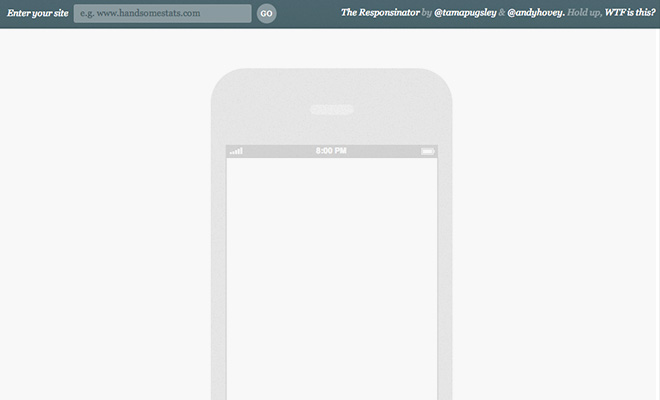 Enter your site e.g. www.handsomestats.com GO The Responsinator by @tamapugsley & @andyhovey. Hold up, WTF is this?
8:00 PM